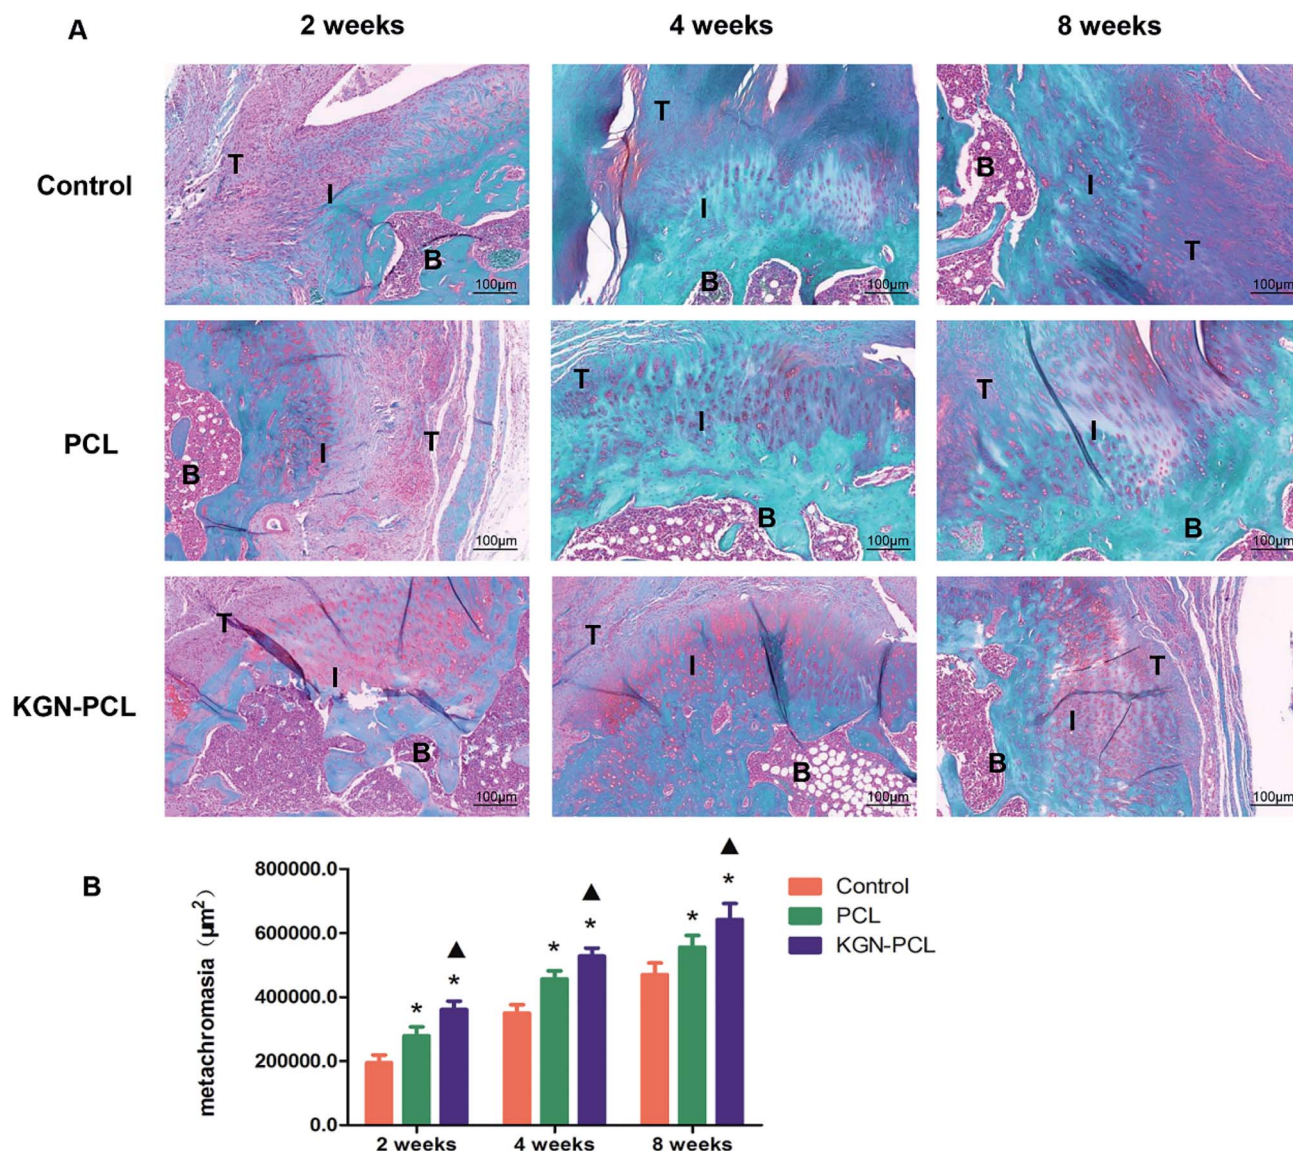 A
2 weeks
4 weeks
8 weeks
Control
T
I
B
100μm
T
I
B
100μm
B
I
T
100μm
PCL
B
I
T
100μm
T
I
B
100μm
T
I
B
100μm
KGN-PCL
T
I
B
100μm
T
I
B
100μm
T
I
B
100μm
B
metachromasia (μm²)
800000.0
600000.0
400000.0
200000.0
0.0
▲
*
*
▲
*
*
▲
*
*
2 weeks
4 weeks
8 weeks
Control
PCL
KGN-PCL